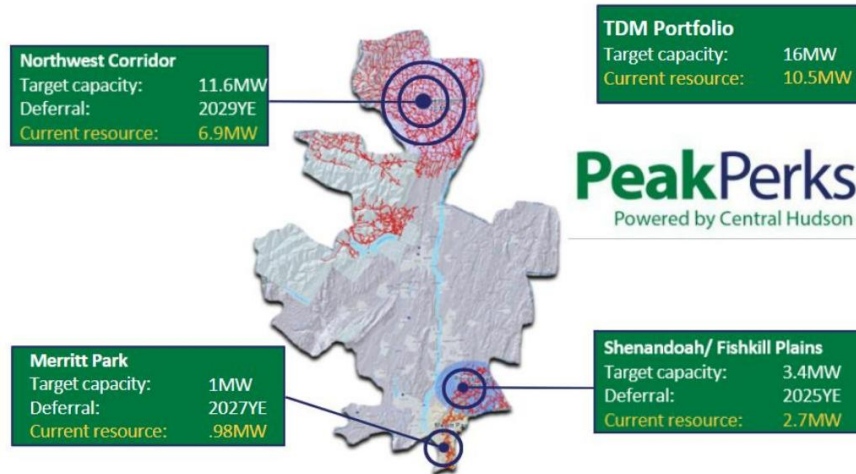 Northwest Corridor
Target capacity: 11.6MW
Deferral: 2029YE
Current resource: 6.9MW
TDM Portfolio
Target capacity: 16MW
Current resource: 10.5MW
PeakPerks
Powered by Central Hudson
Merritt Park
Target capacity: 1MW
Deferral: 2027YE
Current resource: .98MW
Shenandoah/ Fishkill Plains
Target capacity: 3.4MW
Deferral: 2025YE
Current resource: 2.7MW